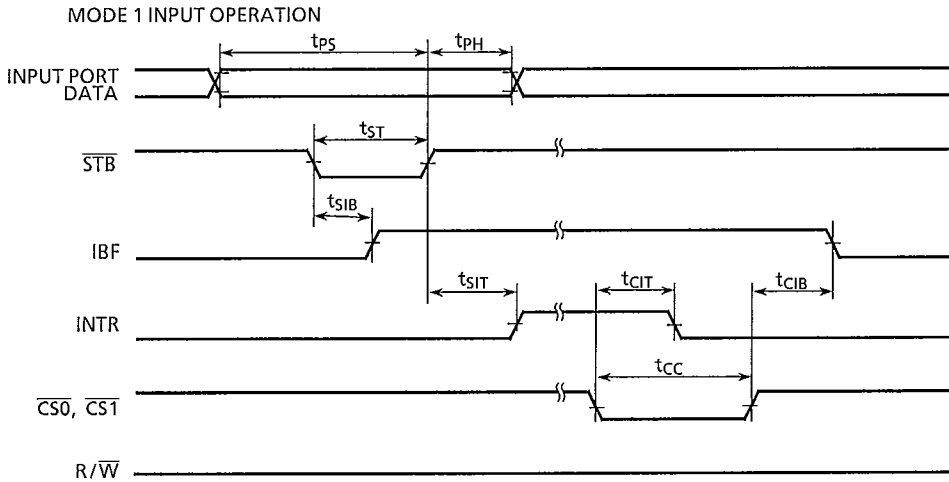 MODE 1 INPUT OPERATION
tPS
tPH
INPUT PORT
DATA
tST
STB
tSIB
IBF
tSIT
tCIT
tCIB
INTR
tCC
CS0, CS1
R/W